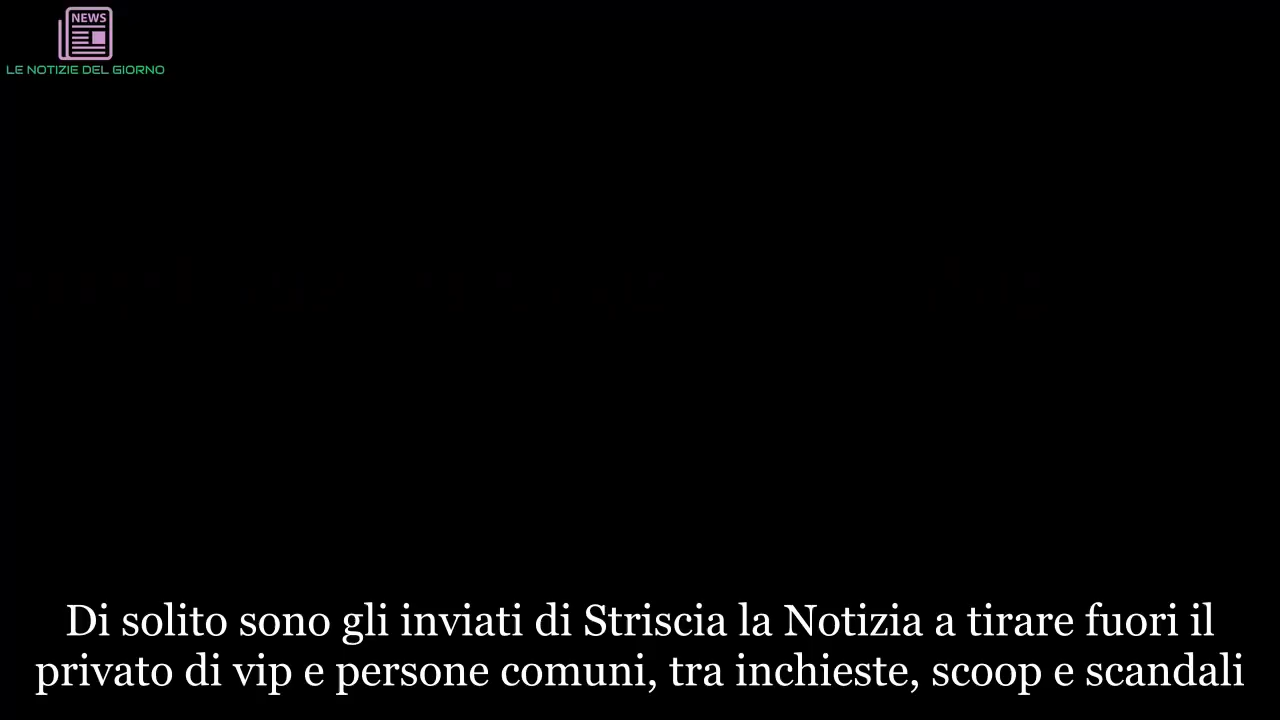 NEWS
LE NOTIZIE DEL GIORNO
Di solito sono gli inviati di Striscia la Notizia a tirare fuori il
privato di vip e persone comuni, tra inchieste, scoop e scandali